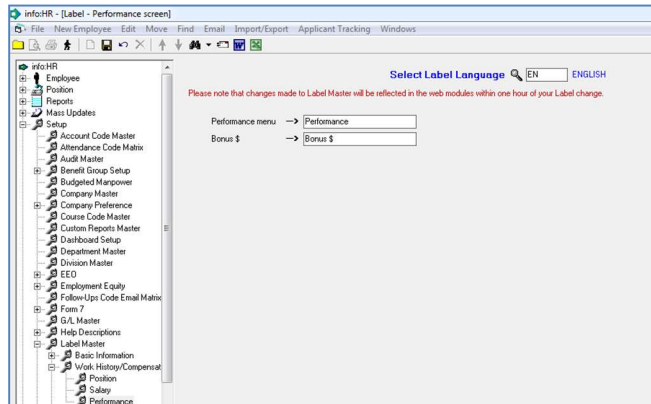 info:HR - [Label - Performance screen]
File New Employee Edit Move Find Email Import/Export Applicant Tracking Windows
info:HR
Employee
Position
Reports
Mass Updates
Setup
Account Code Master
Attendance Code Matrix
Audit Master
Benefit Group Setup
Budgeted Manpower
Company Master
Company Preference
Course Code Master
Custom Reports Master
Dashboard Setup
Department Master
Division Master
EEO
Employment Equity
Follow-Ups Code Email Matrix
Form 7
G/L Master
Help Descriptions
Label Master
Basic Information
Work History/Compensat
Position
Salary
Performance
Select Label Language EN ENGLISH
Please note that changes made to Label Master will be reflected in the web modules within one hour of your Label change.
Performance menu --> Performance
Bonus $ --> Bonus $